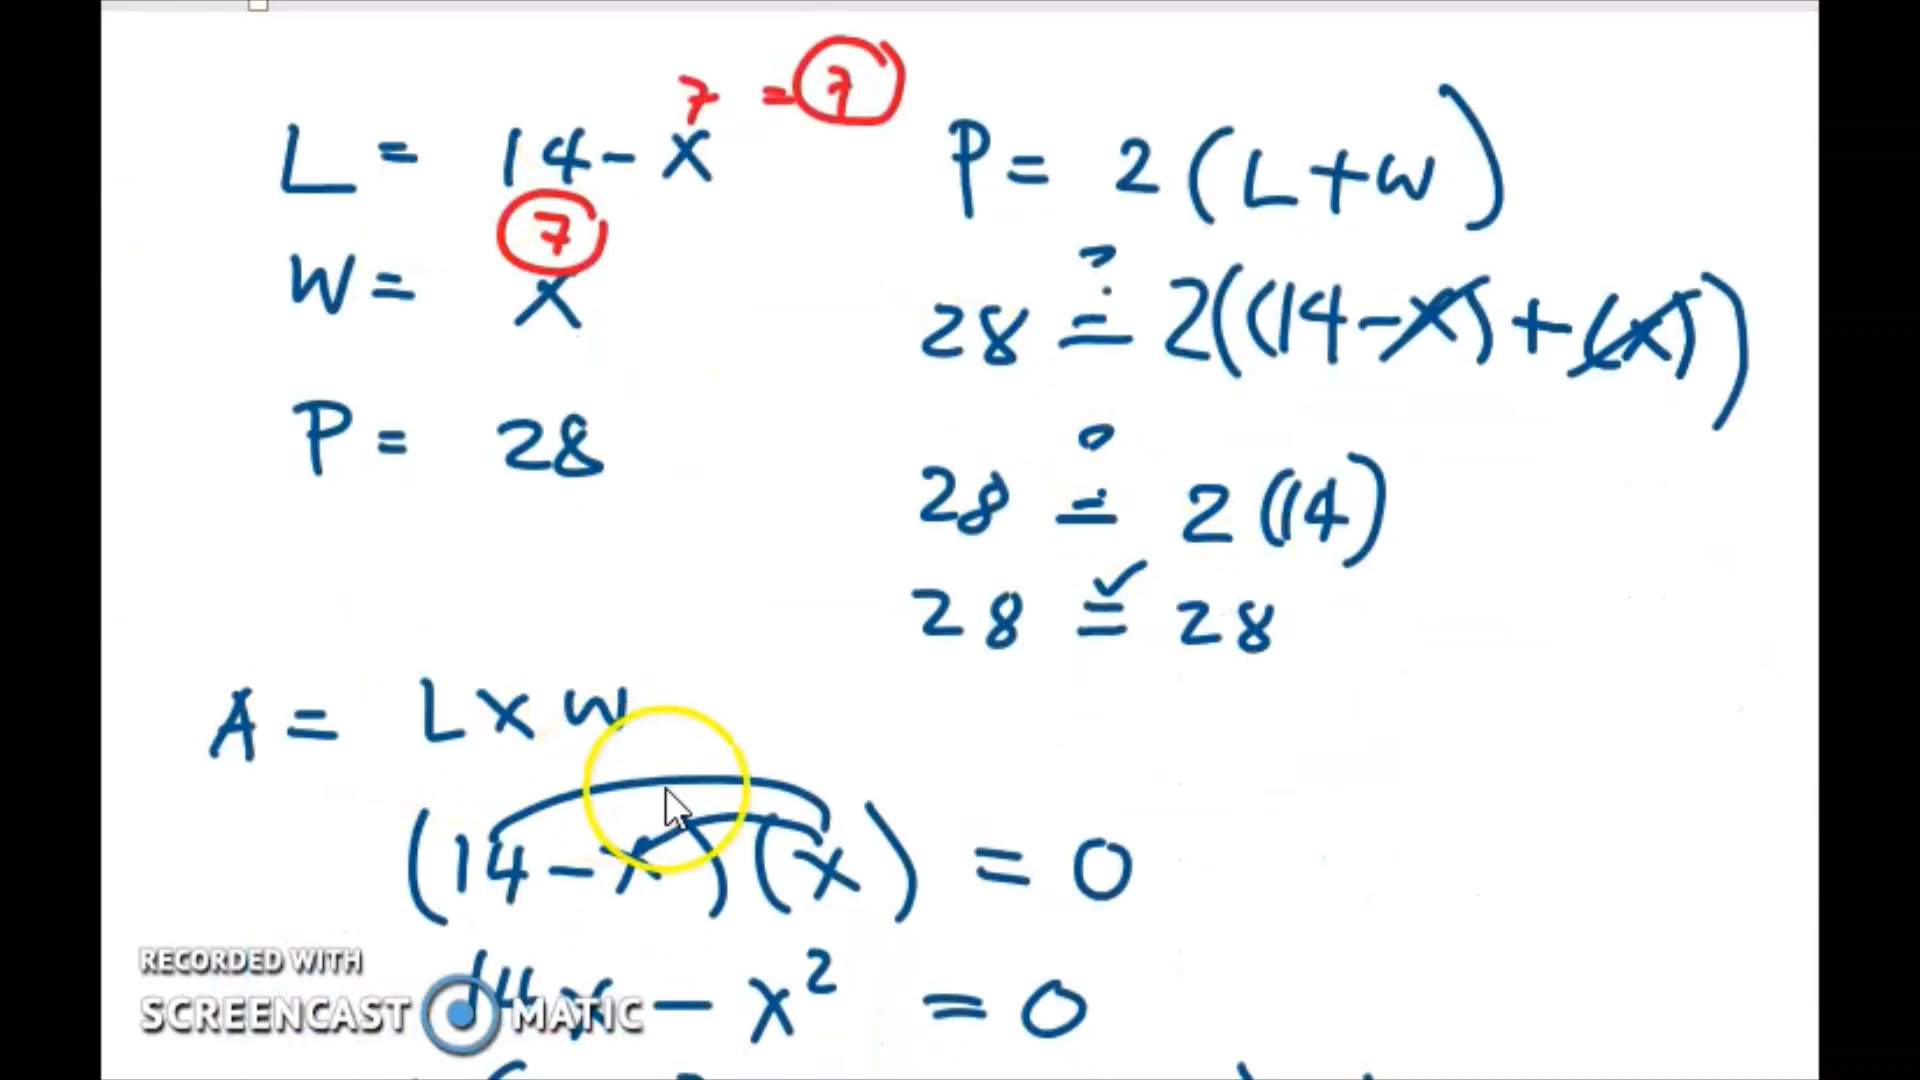 7 = 7
L = 14 - x
7
W = x
P = 28
P = 2 (L + W)
28 ≟ 2((14 - x) + (x))
28 ≟ 2 (14)
28 = ✓ 28
A = L x W
(14 - x)(x) = 0
14x - x² = 0
RECORDED WITH
SCREENCAST MATIC